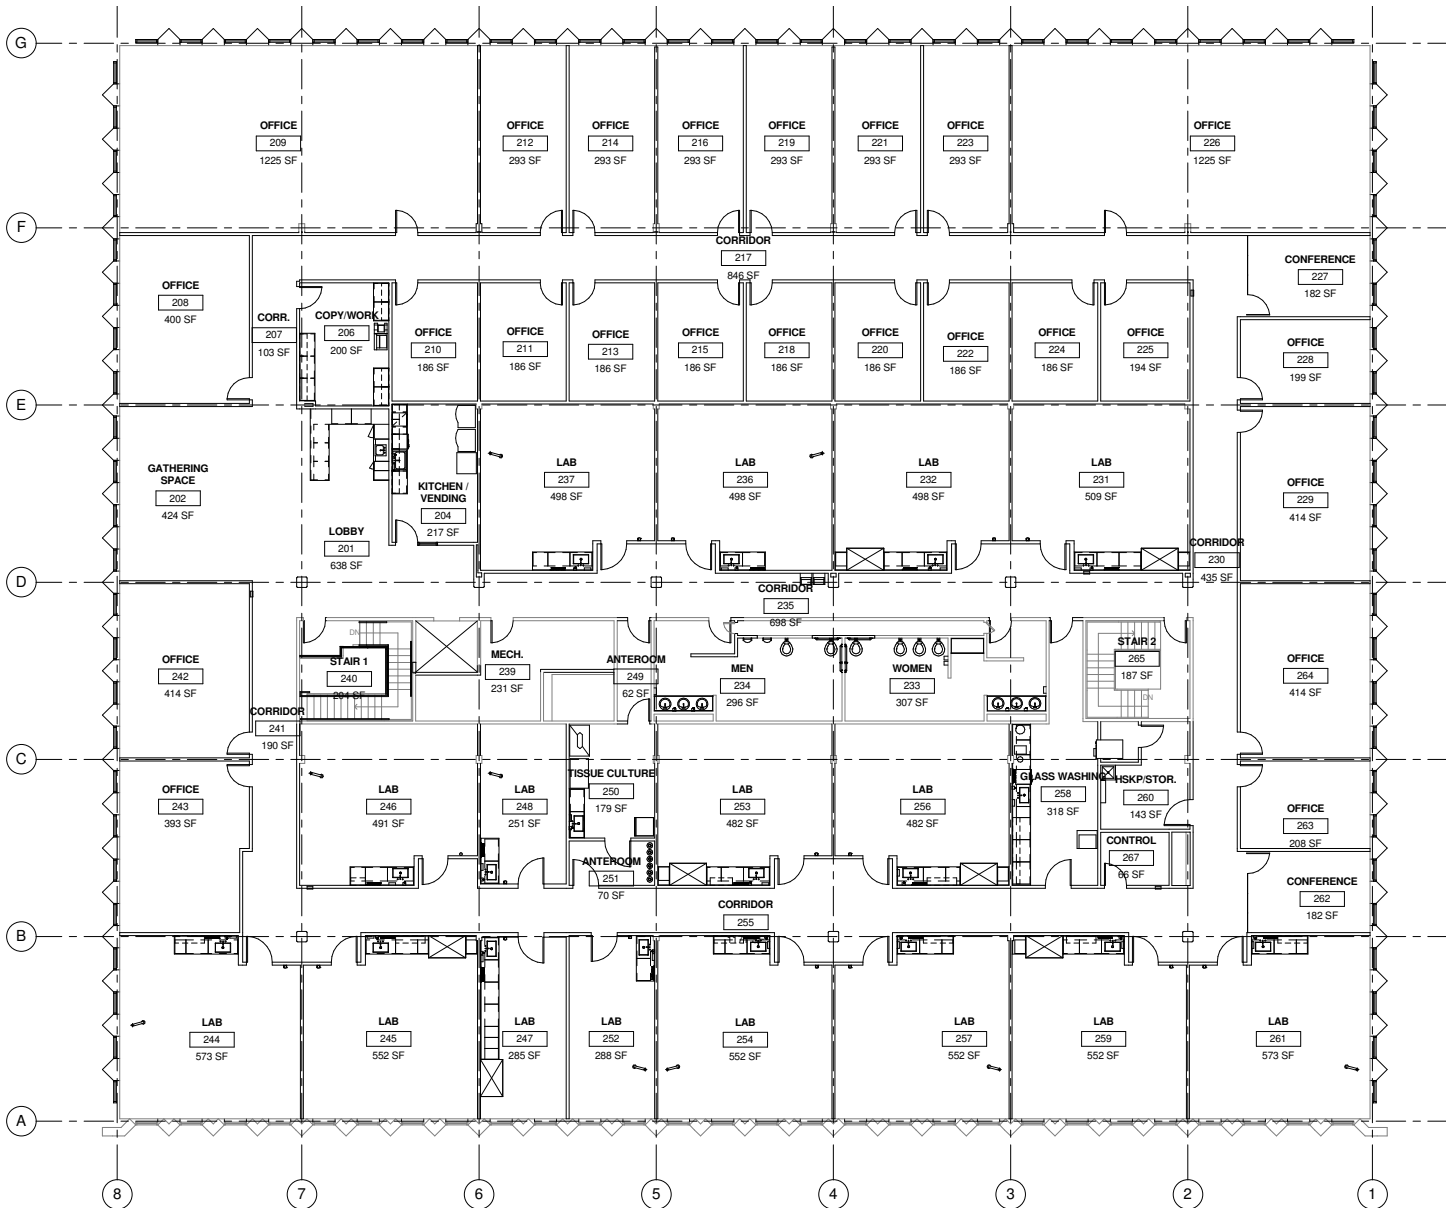 G
OFFICE
209
1225 SF
OFFICE
212
293 SF
OFFICE
214
293 SF
OFFICE
216
293 SF
OFFICE
219
293 SF
OFFICE
221
293 SF
OFFICE
223
293 SF
OFFICE
226
1225 SF
F
CORRIDOR
217
846 SF
OFFICE
208
400 SF
CORR.
207
103 SF
COPY/WORK
206
200 SF
OFFICE
210
186 SF
OFFICE
211
186 SF
OFFICE
213
186 SF
OFFICE
215
186 SF
OFFICE
218
186 SF
OFFICE
220
186 SF
OFFICE
222
186 SF
OFFICE
224
186 SF
OFFICE
225
194 SF
CONFERENCE
227
182 SF
OFFICE
228
199 SF
E
GATHERING
SPACE
202
424 SF
LOBBY
201
638 SF
KITCHEN /
VENDING
204
217 SF
LAB
237
498 SF
LAB
236
498 SF
LAB
232
498 SF
LAB
231
509 SF
OFFICE
229
414 SF
CORRIDOR
230
435 SF
D
CORRIDOR
235
698 SF
OFFICE
242
414 SF
DN
STAIR 1
240
204 SF
MECH.
239
231 SF
ANTEROOM
249
62 SF
MEN
234
296 SF
WOMEN
233
307 SF
STAIR 2
265
187 SF
DN
OFFICE
264
414 SF
CORRIDOR
241
190 SF
C
OFFICE
243
393 SF
LAB
246
491 SF
LAB
248
251 SF
TISSUE CULTURE
250
179 SF
LAB
253
482 SF
LAB
256
482 SF
GLASS WASHING
258
318 SF
HSKP/STOR.
260
143 SF
OFFICE
263
208 SF
ANTEROOM
251
70 SF
CONTROL
267
66 SF
CONFERENCE
262
182 SF
CORRIDOR
255
B
LAB
244
573 SF
LAB
245
552 SF
LAB
247
285 SF
LAB
252
288 SF
LAB
254
552 SF
LAB
257
552 SF
LAB
259
552 SF
LAB
261
573 SF
A
8
7
6
5
4
3
2
1